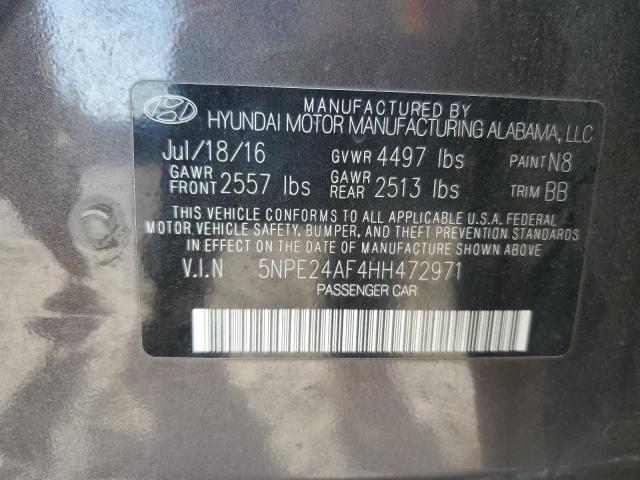 MANUFACTURED BY
HYUNDAI MOTOR MANUFACTURING ALABAMA, LLC
Jul/18/16 GVWR 4497 lbs PAINT N8
GAWR FRONT 2557 lbs GAWR REAR 2513 lbs TRIM BB
THIS VEHICLE CONFORMS TO ALL APPLICABLE U.S.A. FEDERAL
MOTOR VEHICLE SAFETY, BUMPER, AND THEFT PREVENTION STANDARDS
IN EFFECT ON THE DATE OF MANUFACTURE SHOWN ABOVE.
V.I.N 5NPE24AF4HH472971
PASSENGER CAR